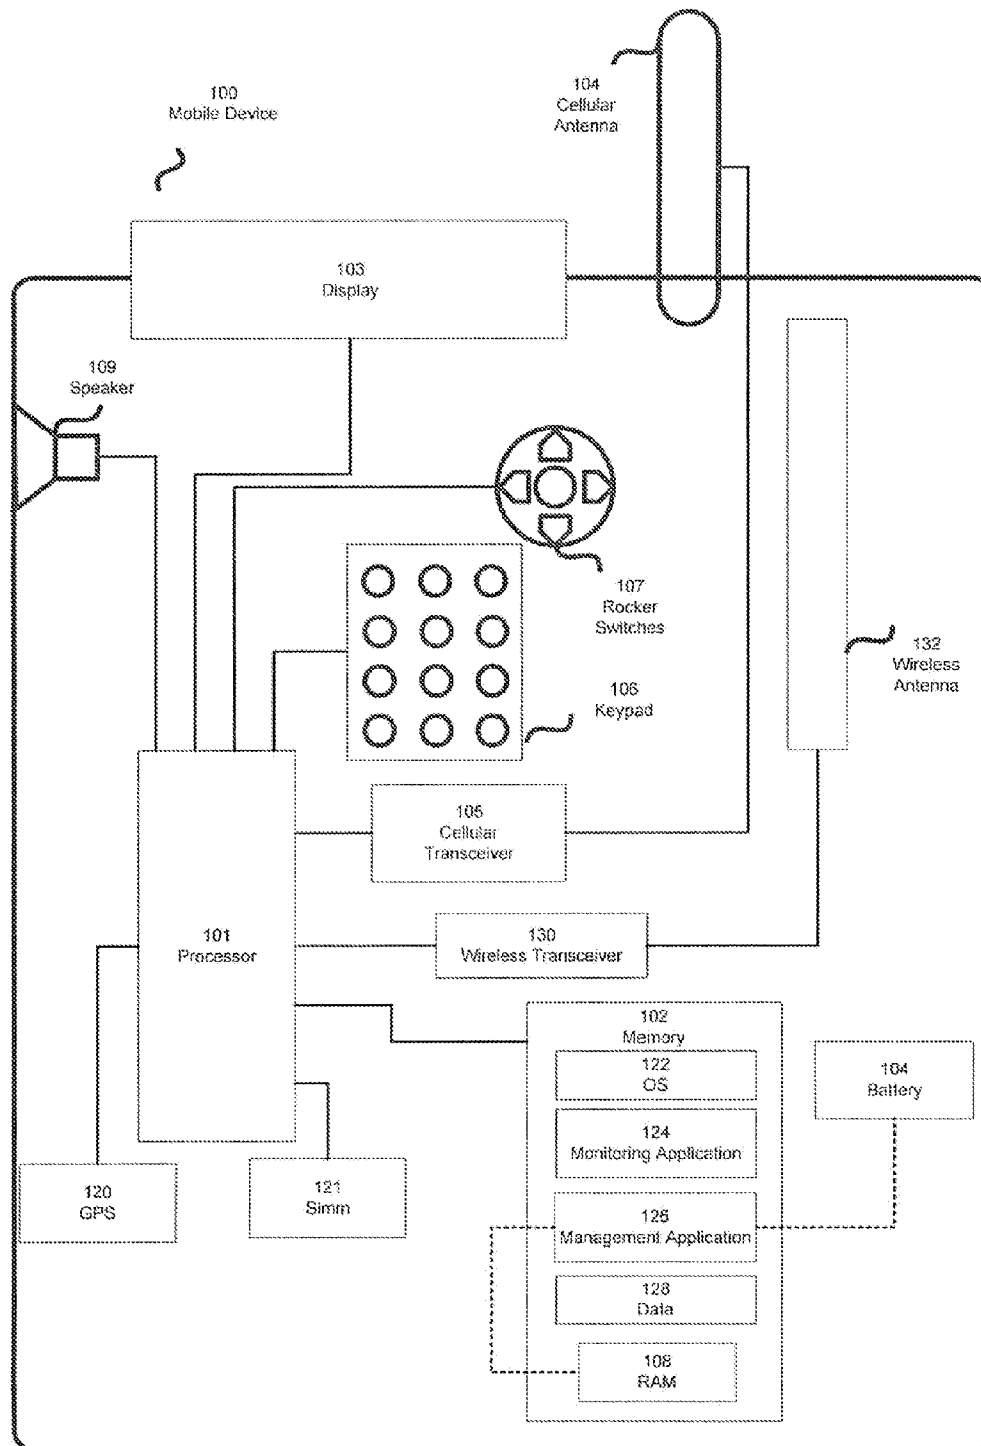 100
Mobile Device
104
Cellular
Antenna
103
Display
109
Speaker
107
Rocker
Switches
132
Wireless
Antenna
106
Keypad
105
Cellular
Transceiver
101
Processor
130
Wireless Transceiver
102
Memory
122
OS
104
Battery
124
Monitoring Application
120
GPS
121
Simm
126
Management Application
128
Data
108
RAM